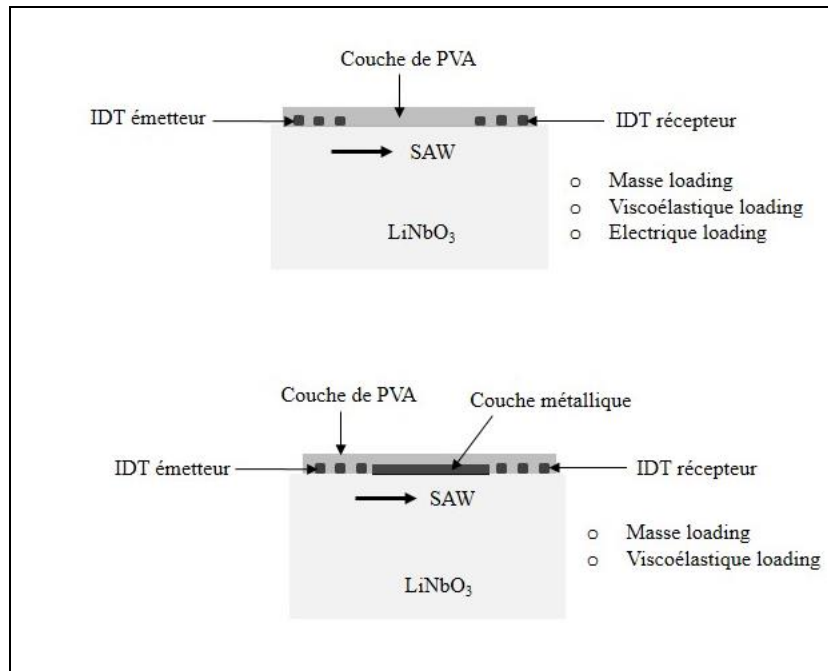 Couche de PVA
IDT émetteur
IDT récepteur
SAW
o Masse loading
o Viscoélastique loading
o Electrique loading
LiNbO3
Couche de PVA
Couche métallique
IDT émetteur
IDT récepteur
SAW
o Masse loading
o Viscoélastique loading
LiNbO3